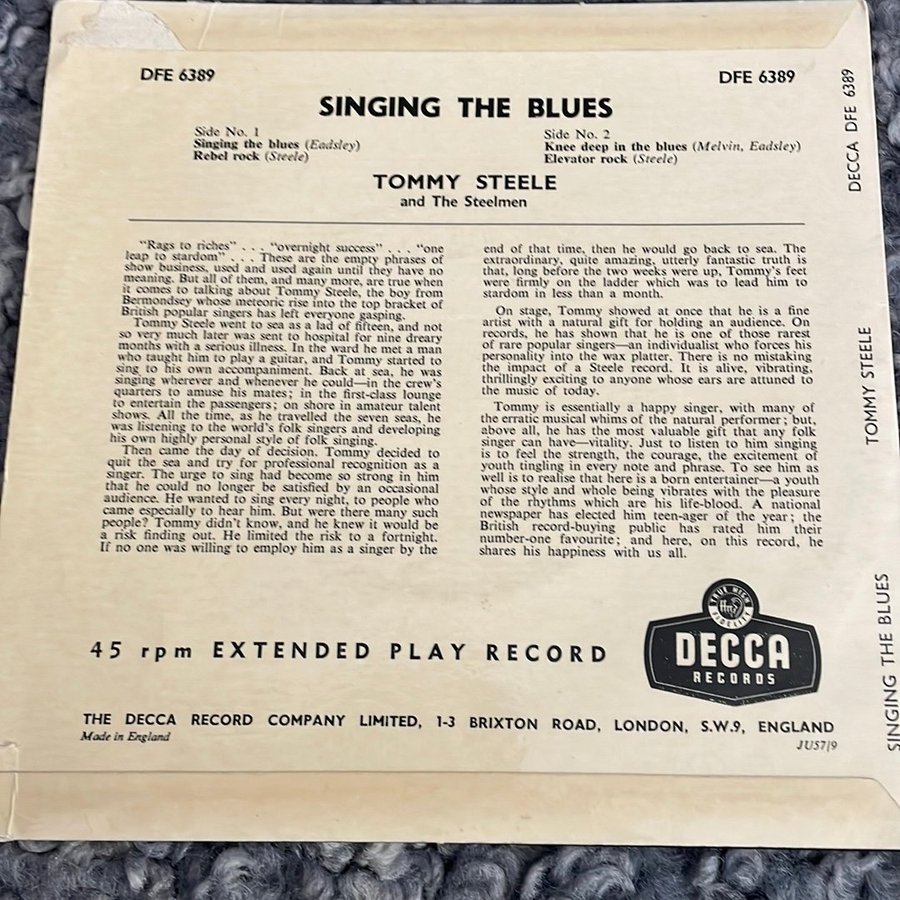 DFE 6389
DFE 6389
SINGING THE BLUES
Side No. 1
Singing the blues (Eadsley)
Rebel rock (Steele)
Side No. 2
Knee deep in the blues (Melvin, Eadsley)
Elevator rock (Steele)
TOMMY STEELE
and The Steelmen
"Rags to riches" . . . "overnight success" . . . "one
leap to stardom" . . . These are the empty phrases of
show business, used and used again until they have no
meaning. But all of them, and many more, are true when
it comes to talking about Tommy Steele, the boy from
Bermondsey whose meteoric rise into the top bracket of
British popular singers has left everyone gasping.
Tommy Steele went to sea as a lad of fifteen, and not
so very much later was sent to hospital for nine dreary
months with a serious illness. In the ward he met a man
who taught him to play a guitar, and Tommy started to
sing to his own accompaniment. Back at sea, he was
singing wherever and whenever he could—in the crew's
quarters to amuse his mates; in the first-class lounge
to entertain the passengers; on shore in amateur talent
shows. All the time, as he travelled the seven seas, he
was listening to the world's folk singers and developing
his own highly personal style of folk singing.
Then came the day of decision. Tommy decided to
quit the sea and try for professional recognition as a
singer. The urge to sing had become so strong in him
that he could no longer be satisfied by an occasional
audience. He wanted to sing every night, to people who
came especially to hear him. But were there many such
people? Tommy didn't know, and he knew it would be
a risk finding out. He limited the risk to a fortnight.
If no one was willing to employ him as a singer by the
end of that time, then he would go back to sea. The
extraordinary, quite amazing, utterly fantastic truth is
that, long before the two weeks were up, Tommy's feet
were firmly on the ladder which was to lead him to
stardom in less than a month.
On stage, Tommy showed at once that he is a fine
artist with a natural gift for holding an audience. On
records, he has shown that he is one of those rarest
of rare popular singers—an individualist who forces his
personality into the wax platter. There is no mistaking
the impact of a Steele record. It is alive, vibrating,
thrillingly exciting to anyone whose ears are attuned to
the music of today.
Tommy is essentially a happy singer, with many of
the erratic musical whims of the natural performer; but,
above all, he has the most valuable gift that any folk
singer can have—vitality. Just to listen to him singing
is to feel the strength, the courage, the excitement of
youth tingling in every note and phrase. To see him as
well is to realise that here is a born entertainer—a youth
whose style and whole being vibrates with the pleasure
of the rhythms which are his life-blood. A national
newspaper has elected him teen-ager of the year; the
British record-buying public has rated him their
number-one favourite; and here, on this record, he
shares his happiness with us all.
45 rpm EXTENDED PLAY RECORD
TRUE HIGH FIDELITY
ffrr
DECCA
RECORDS
THE DECCA RECORD COMPANY LIMITED, 1-3 BRIXTON ROAD, LONDON, S.W.9, ENGLAND
Made in England
JU57/9
DECCA DFE 6389
TOMMY STEELE
SINGING THE BLUES